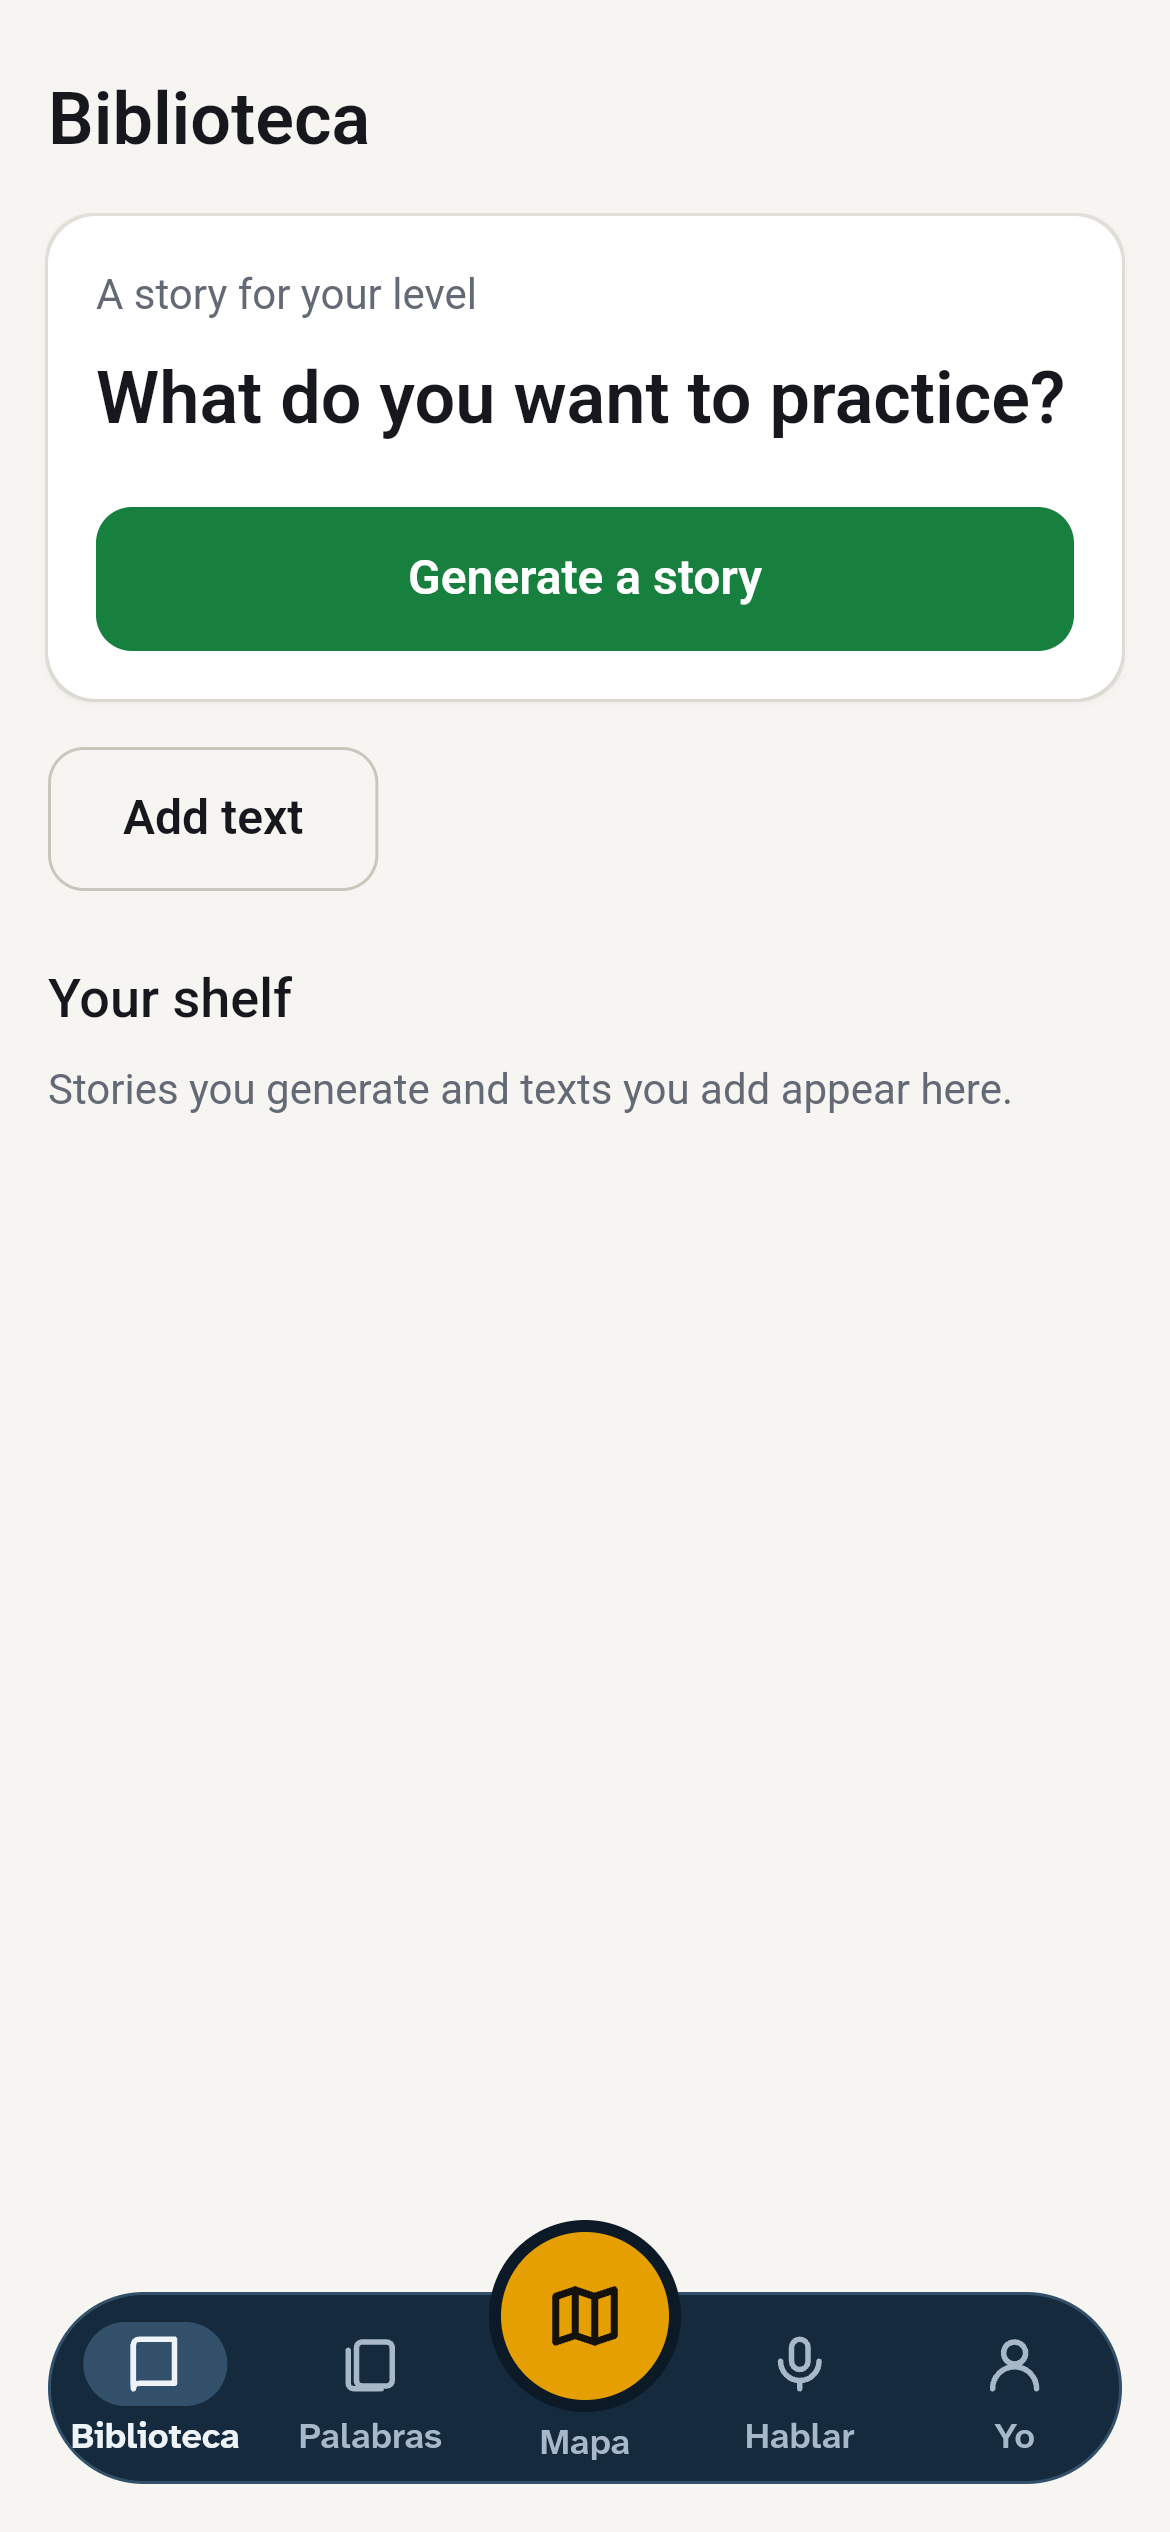 Biblioteca
A story for your level
What do you want to practice?
Generate a story
Add text
Your shelf
Stories you generate and texts you add appear here.
Biblioteca
Palabras
Mapa
Hablar
Yo